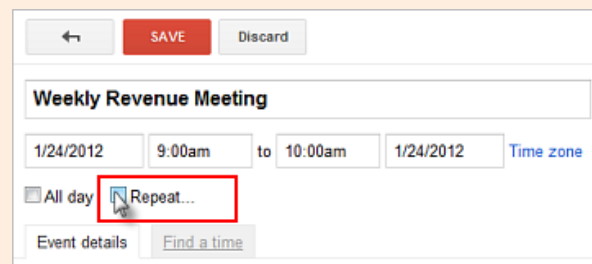 SAVE Discard
Weekly Revenue Meeting
1/24/2012 9:00am to 10:00am 1/24/2012 Time zone
All day Repeat...
Event details Find a time